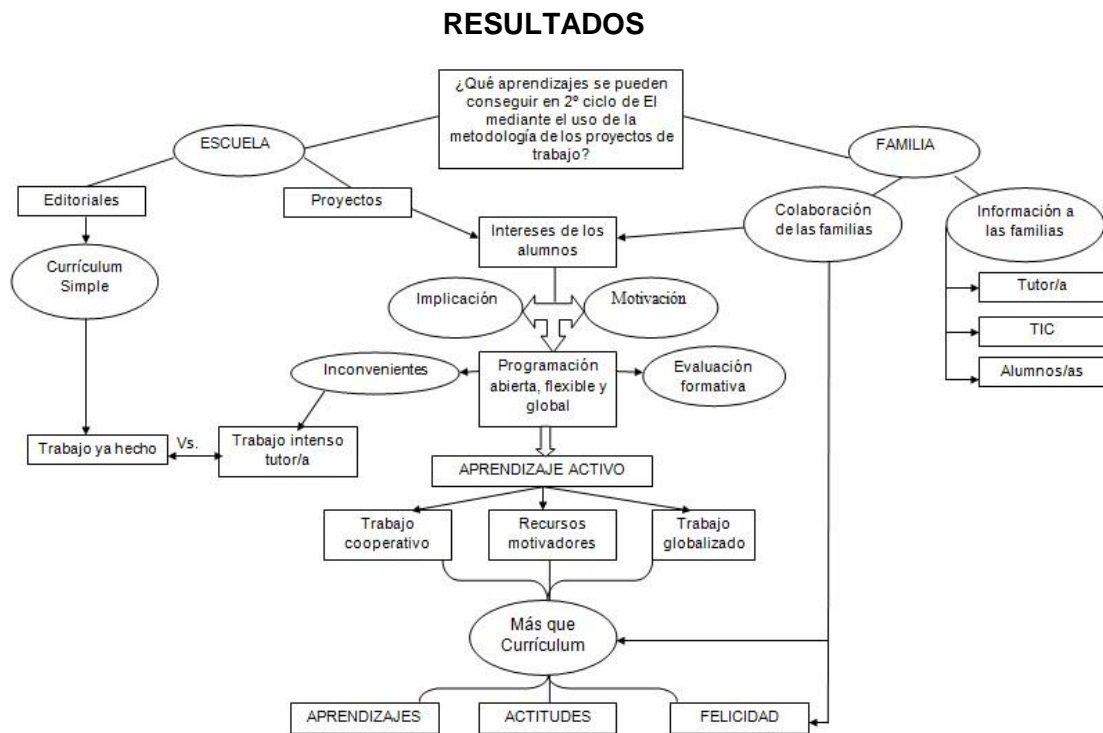 RESULTADOS
¿Qué aprendizajes se pueden
conseguir en 2º ciclo de EI
mediante el uso de la
metodología de los proyectos de
trabajo?
ESCUELA
FAMILIA
Editoriales
Proyectos
Colaboración
de las familias
Información a
las familias
Intereses de los
alumnos
Currículum
Simple
Implicación
Motivación
Tutor/a
TIC
Alumnos/as
Inconvenientes
Programación
abierta, flexible y
global
Evaluación
formativa
Trabajo ya hecho
Vs.
Trabajo intenso
tutor/a
APRENDIZAJE ACTIVO
Trabajo
cooperativo
Recursos
motivadores
Trabajo
globalizado
Más que
Currículum
APRENDIZAJES
ACTITUDES
FELICIDAD